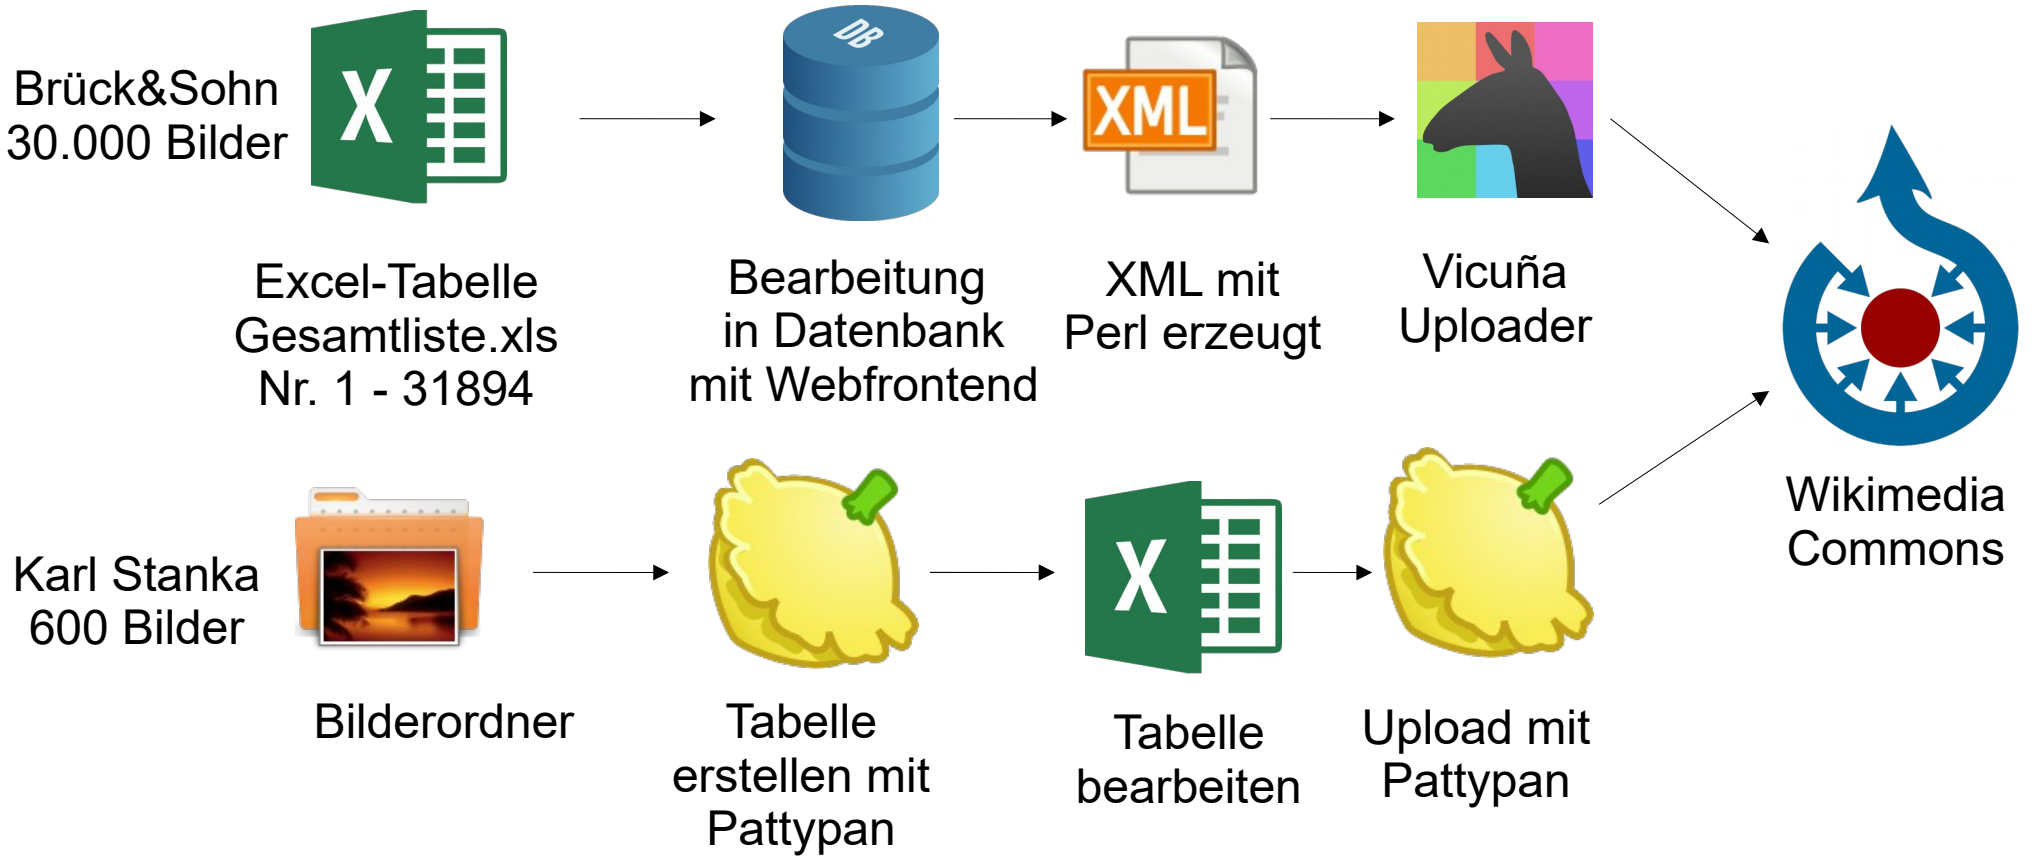 Brück&Sohn
30.000 Bilder
X
DB
XML
Excel-Tabelle
Gesamtliste.xls
Nr. 1 - 31894
Bearbeitung
in Datenbank
mit Webfrontend
XML mit
Perl erzeugt
Vicuña
Uploader
Karl Stanka
600 Bilder
X
Wikimedia
Commons
Bilderordner
Tabelle
erstellen mit
Pattypan
Tabelle
bearbeiten
Upload mit
Pattypan